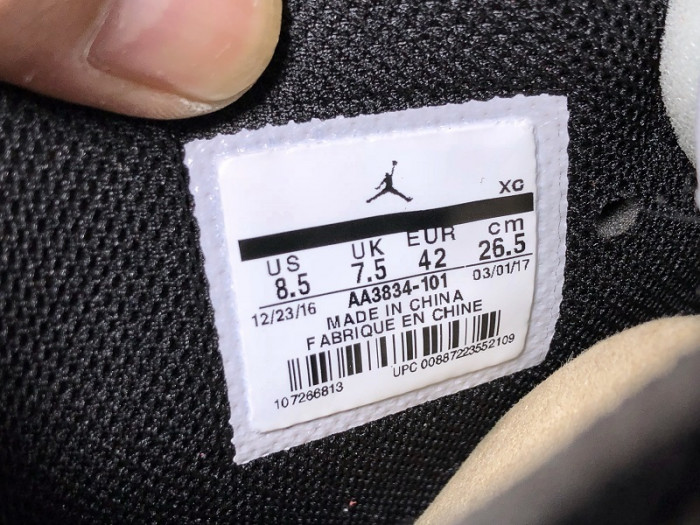 XC
US UK EUR cm
8.5 7.5 42 26.5
12/23/16 AA3834-101 03/01/17
MADE IN CHINA
FABRIQUE EN CHINE
107266813 UPC 00887223552109